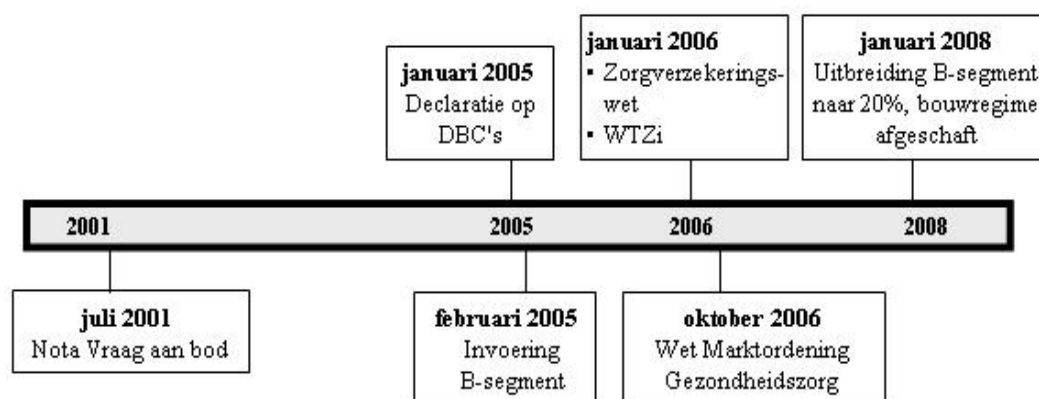 januari 2005
Declaratie op
DBC's
januari 2006
▪ Zorgverzekerings-
wet
▪ WTZi
januari 2008
Uitbreiding B-segment
naar 20%, bouwregime
afgeschaft
2001 2005 2006 2008
juli 2001
Nota Vraag aan bod
februari 2005
Invoering
B-segment
oktober 2006
Wet Marktordening
Gezondheidszorg